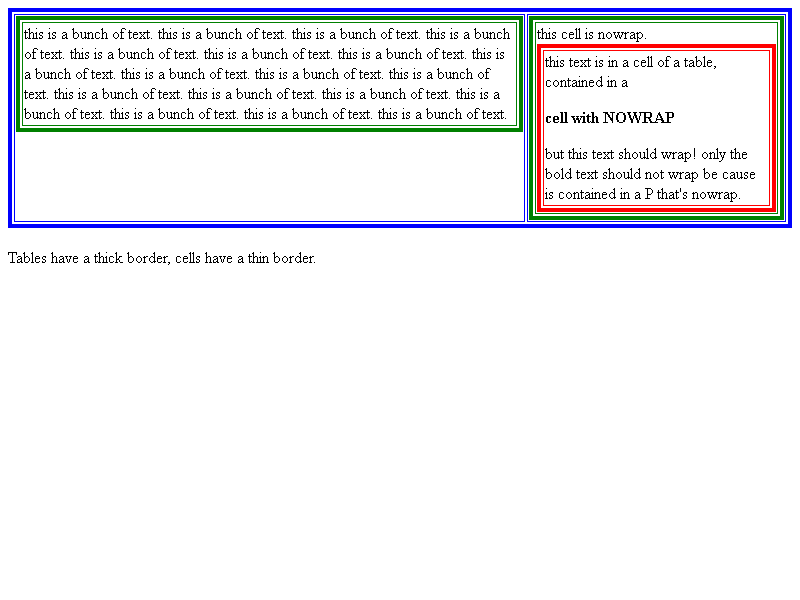 this is a bunch of text. this is a bunch of text. this is a bunch of text. this is a bunch
of text. this is a bunch of text. this is a bunch of text. this is a bunch of text. this is
a bunch of text. this is a bunch of text. this is a bunch of text. this is a bunch of
text. this is a bunch of text. this is a bunch of text. this is a bunch of text. this is a
bunch of text. this is a bunch of text. this is a bunch of text. this is a bunch of text.
this cell is nowrap.
this text is in a cell of a table,
contained in a
cell with NOWRAP
but this text should wrap! only the
bold text should not wrap be cause
is contained in a P that's nowrap.
Tables have a thick border, cells have a thin border.